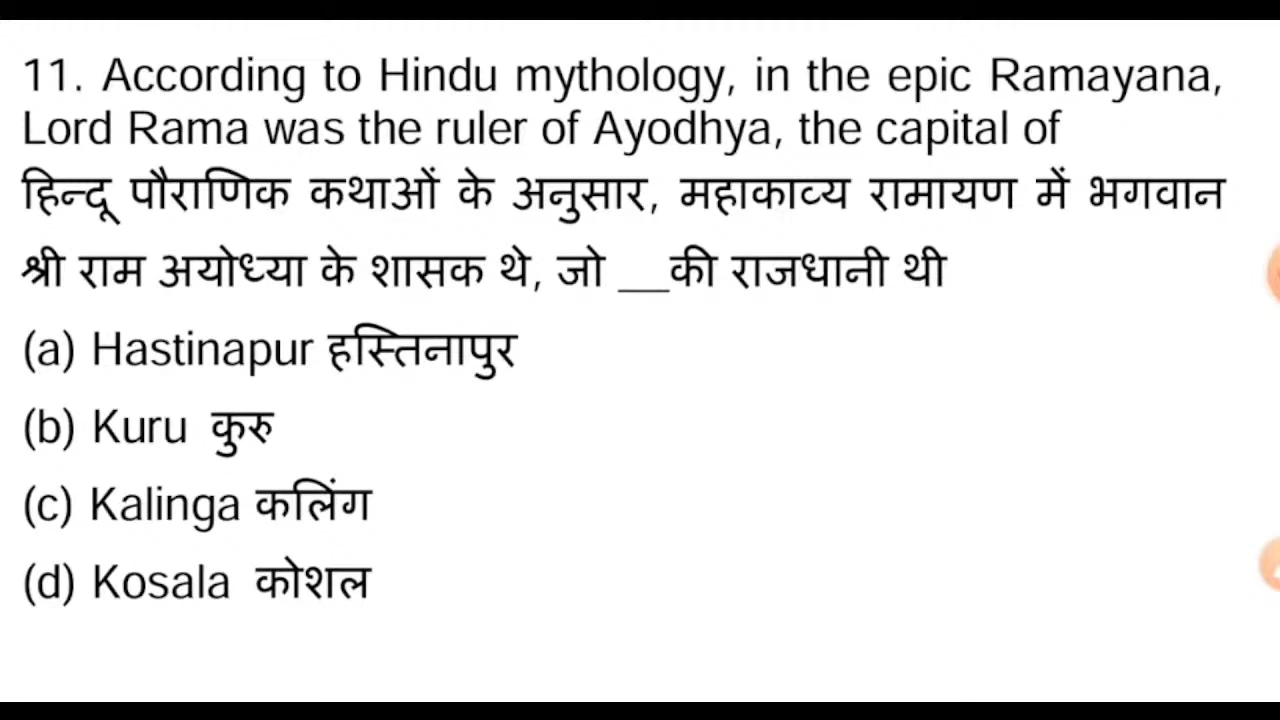 11. According to Hindu mythology, in the epic Ramayana,
Lord Rama was the ruler of Ayodhya, the capital of
हिन्दू पौराणिक कथाओं के अनुसार, महाकाव्य रामायण में भगवान
श्री राम अयोध्या के शासक थे, जो __की राजधानी थी
(a) Hastinapur हस्तिनापुर
(b) Kuru कुरु
(c) Kalinga कलिंग
(d) Kosala कोशल